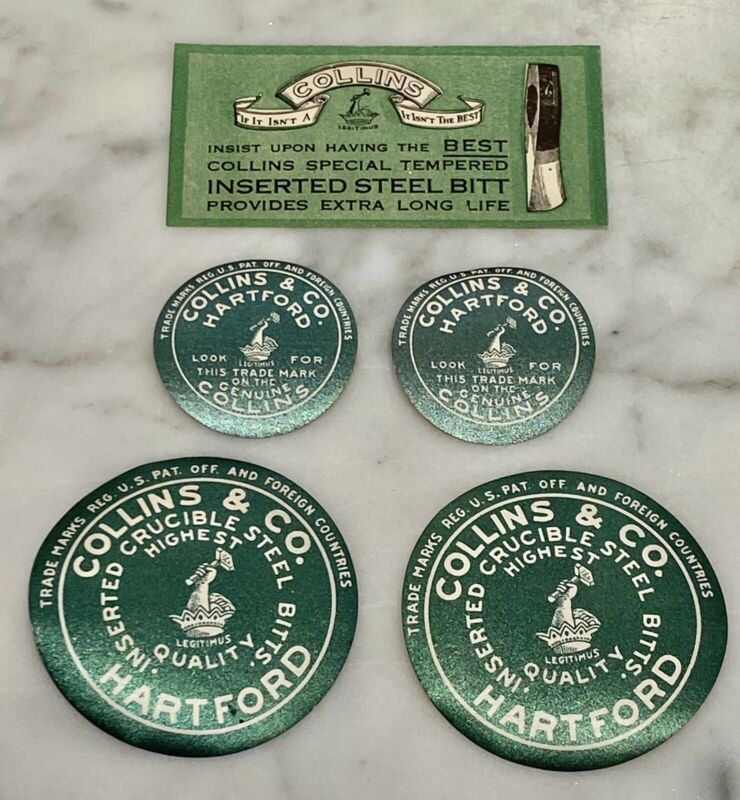 COLLINS
IF IT ISN'T A
IT ISN'T THE BEST
LEGITIMUS
INSIST UPON HAVING THE BEST
COLLINS SPECIAL TEMPERED
INSERTED STEEL BITT
PROVIDES EXTRA LONG LIFE
TRADE MARKS REG. U.S. PAT. OFF. AND FOREIGN COUNTRIES
COLLINS & CO.
HARTFORD
LOOK FOR
LEGITIMUS
THIS TRADE MARK
ON THE
GENUINE
COLLINS
TRADE MARKS REG. U.S. PAT. OFF. AND FOREIGN COUNTRIES
COLLINS & CO.
HARTFORD
LOOK FOR
LEGITIMUS
THIS TRADE MARK
ON THE
GENUINE
COLLINS
TRADE MARKS REG. U.S. PAT. OFF. AND FOREIGN COUNTRIES
COLLINS & CO.
'INSERTED CRUCIBLE STEEL BITTS'
HIGHEST
LEGITIMUS
QUALITY
HARTFORD
TRADE MARKS REG. U.S. PAT. OFF. AND FOREIGN COUNTRIES
COLLINS & CO.
'INSERTED CRUCIBLE STEEL BITTS'
HIGHEST
LEGITIMUS
QUALITY
HARTFORD